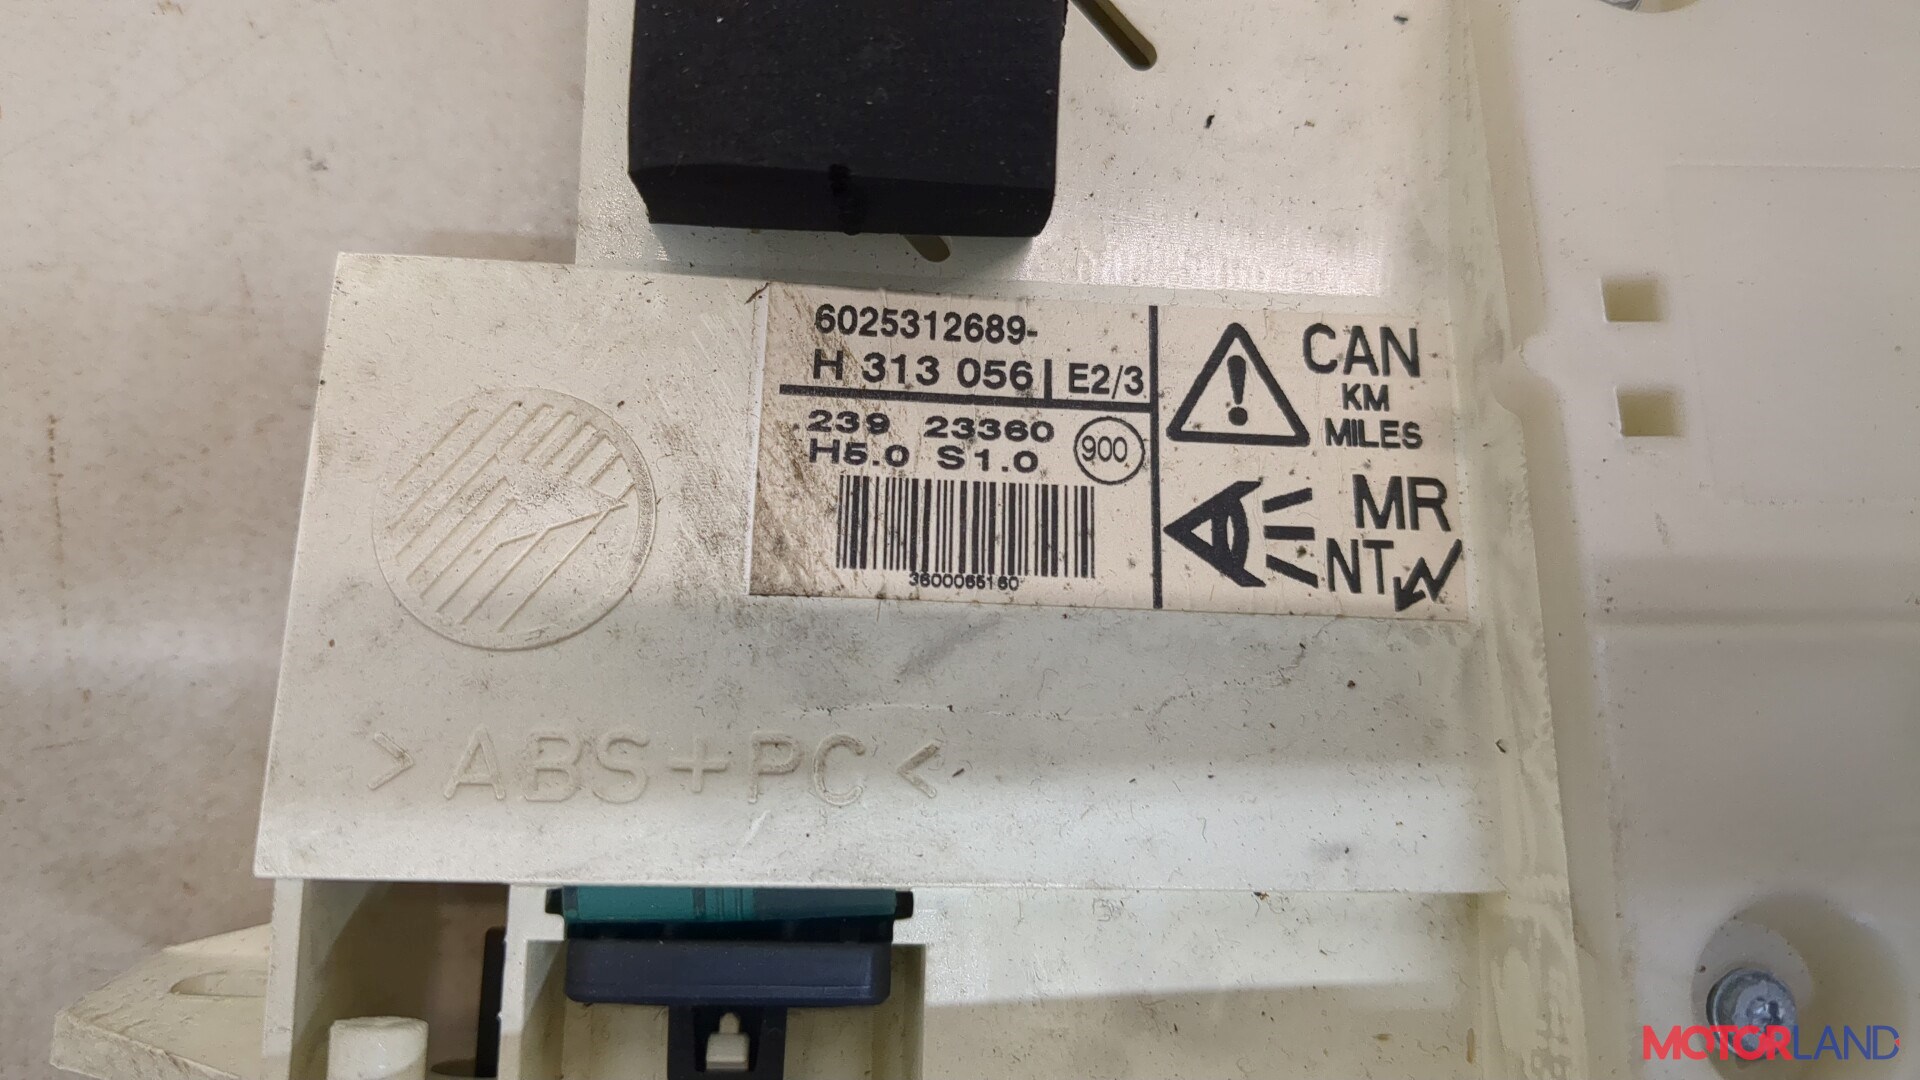 6025312689-
H 313 056 | E2/3
239 23360
H5.0 S1.0
900
3600065160
CAN
KM
MILES
MR
NT
>ABS+PC<
MOTORLAND